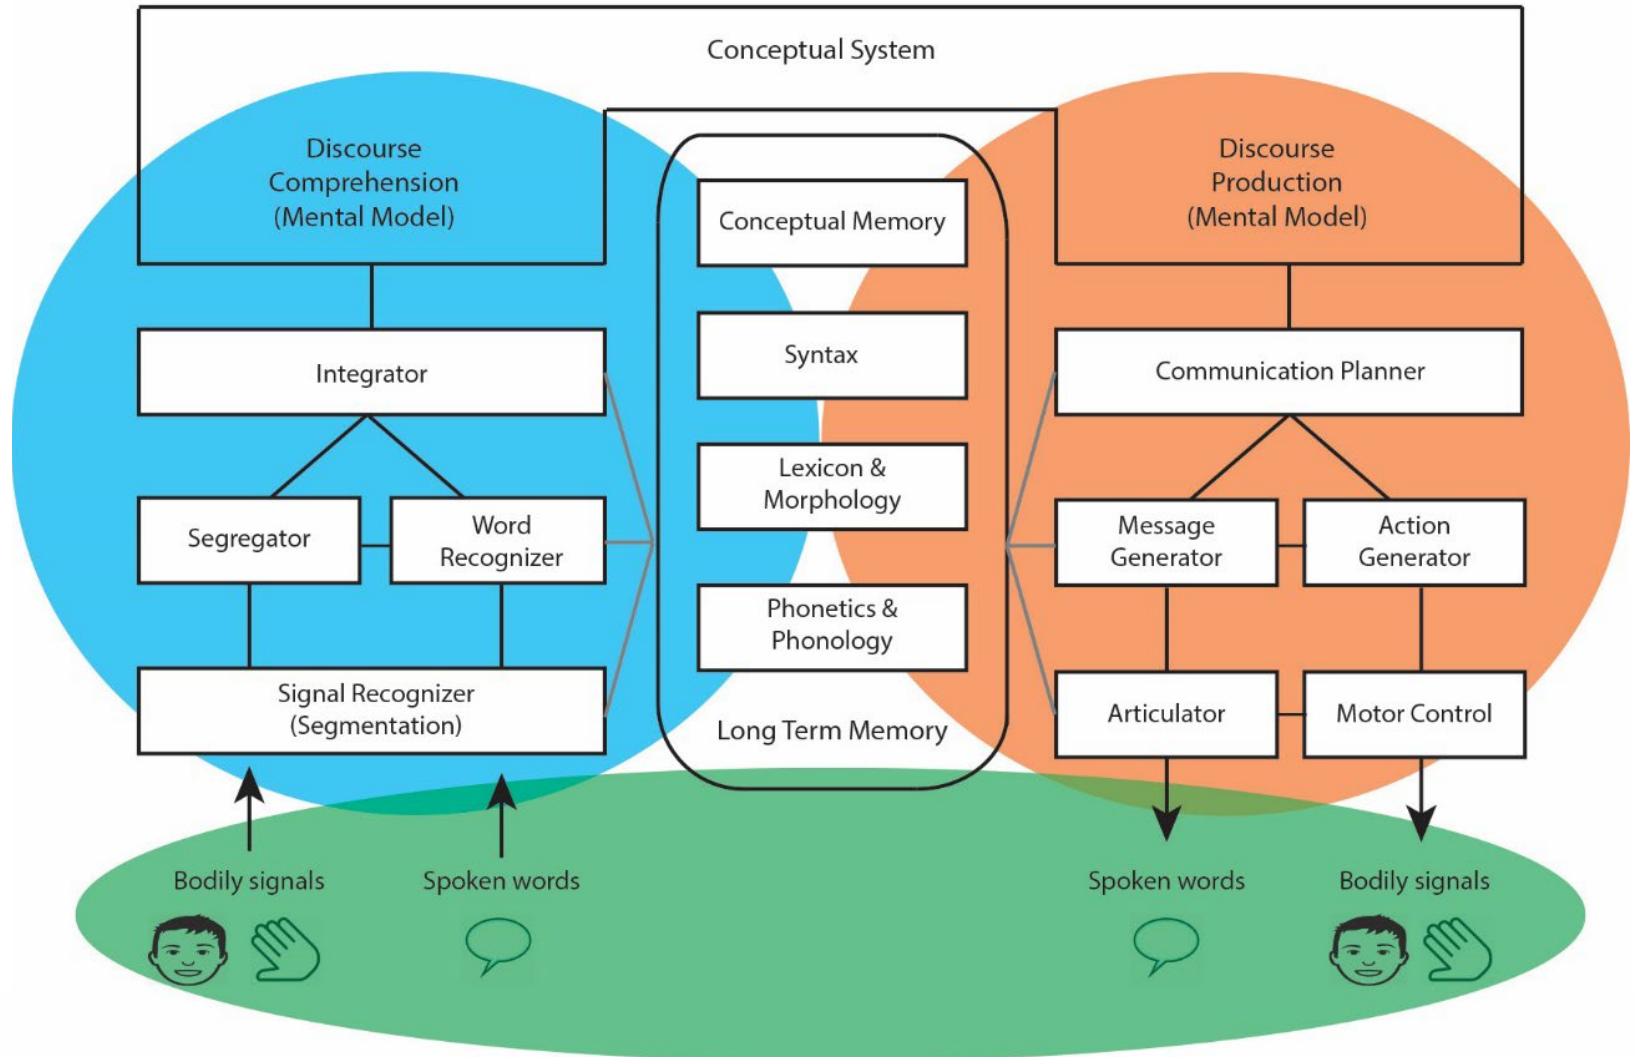 Conceptual System
Discourse
Comprehension
(Mental Model)
Integrator
Segregator
Word
Recognizer
Signal Recognizer
(Segmentation)
Bodily signals
Spoken words
Conceptual Memory
Syntax
Lexicon &
Morphology
Phonetics &
Phonology
Long Term Memory
Discourse
Production
(Mental Model)
Communication Planner
Message
Generator
Action
Generator
Articulator
Motor Control
Spoken words
Bodily signals